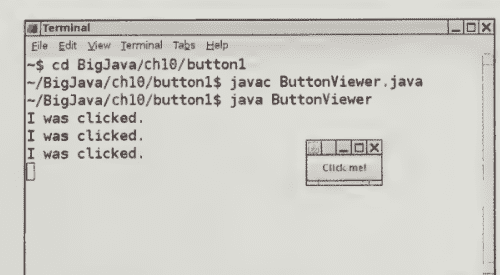 Terminal
File Edit View Terminal Tabs Help
~$ cd BigJava/ch10/button1
~/BigJava/ch10/button1$ javac ButtonViewer.java
~/BigJava/ch10/button1$ java ButtonViewer
I was clicked.
I was clicked.
I was clicked.
Click me!